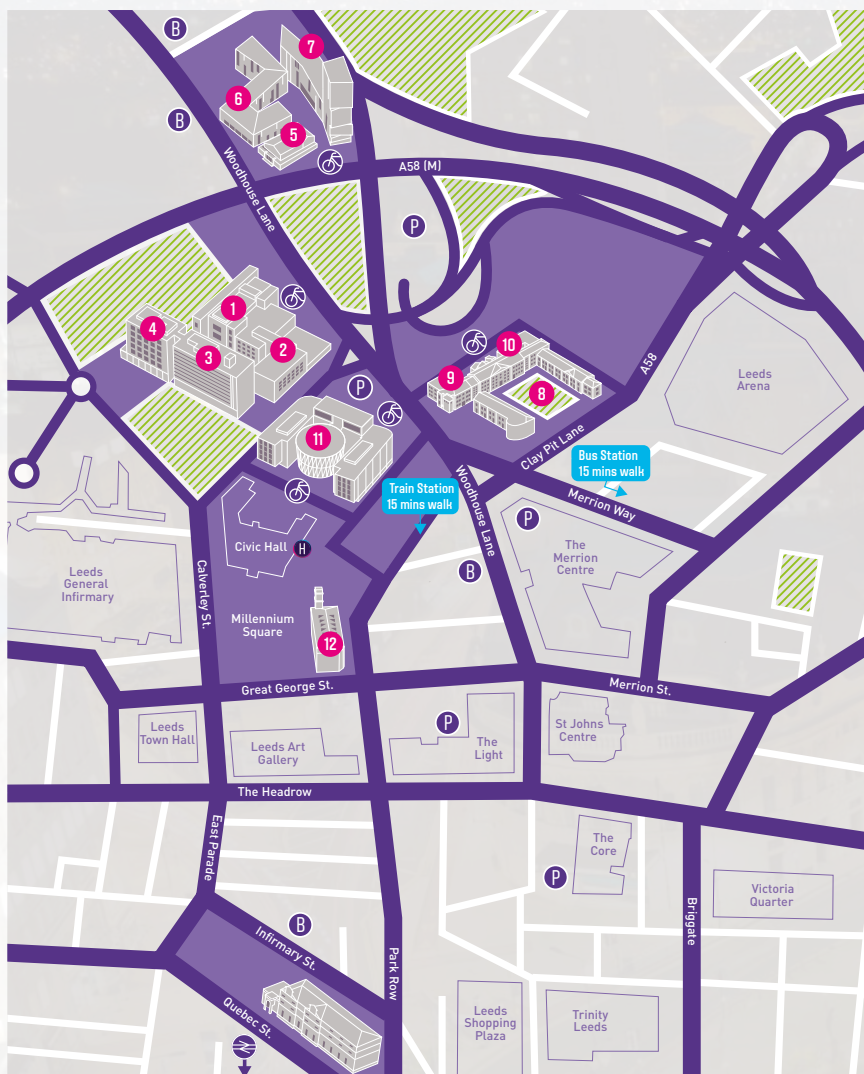 B
7
6
B
5
Woodhouse Lane
A58 (M)
P
1
4
3
2
10
9
8
A58
Leeds
Arena
P
11
Clay Pit Lane
Bus Station
15 mins walk
Train Station
15 mins walk
Woodhouse Lane
Merrion Way
P
Civic Hall
H
The
Merrion
Centre
B
Leeds
General
Infirmary
Calverley St.
Millennium
Square
12
Great George St.
Merrion St.
Leeds
Town Hall
Leeds Art
Gallery
P
The
Light
St Johns
Centre
The Headrow
East Parade
The
Core
P
Victoria
Quarter
Briggate
B
Infirmary St.
Park Row
Quebec St.
Leeds
Shopping
Plaza
Trinity
Leeds